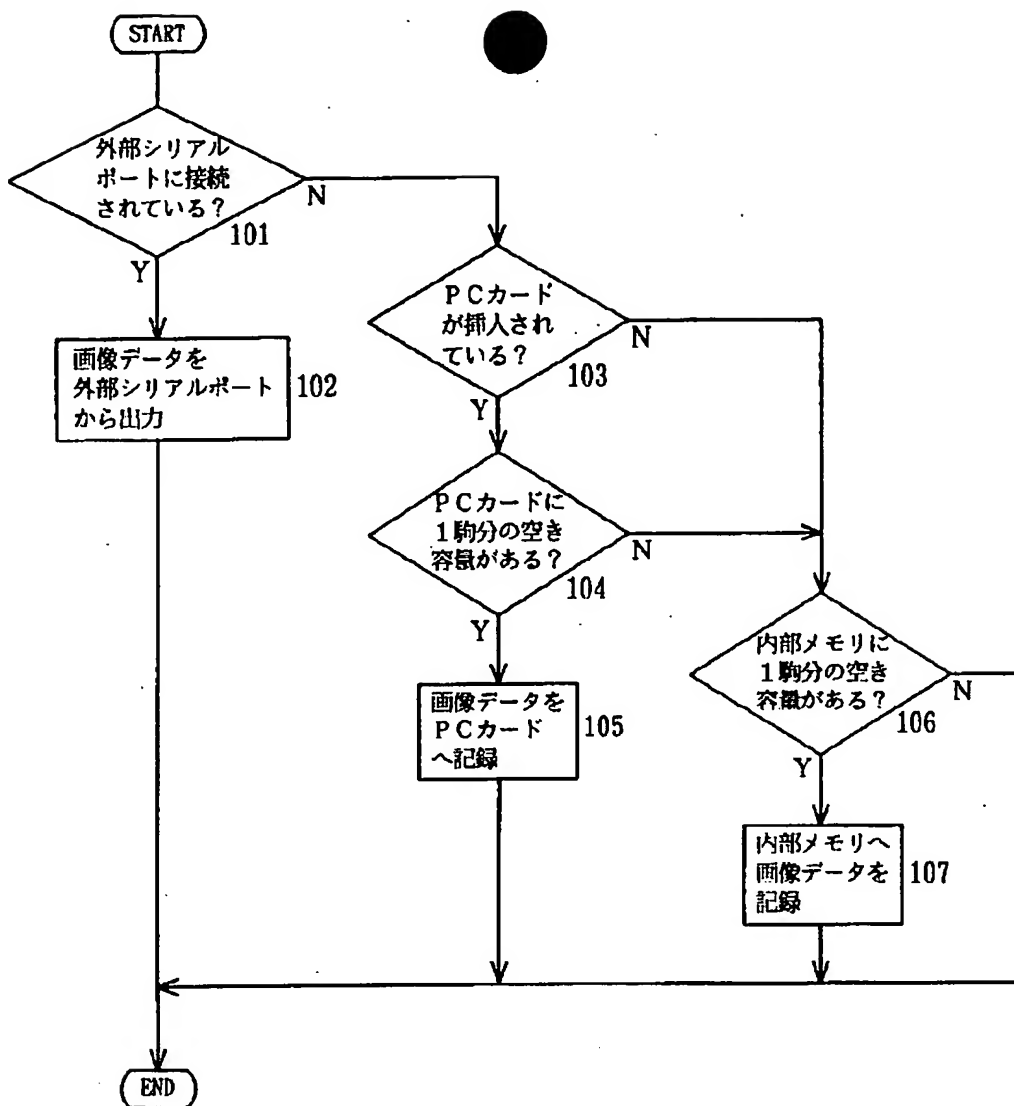 START
外部シリアル
ポートに接続
されている？
101
N
Y
画像データを
外部シリアルポート
から出力
102
ＰＣカード
が挿入され
ている？
103
N
Y
ＰＣカードに
１駒分の空き
容量がある？
104
N
Y
画像データを
ＰＣカード
へ記録
105
内部メモリに
１駒分の空き
容量がある？
106
N
Y
内部メモリへ
画像データを
記録
107
END